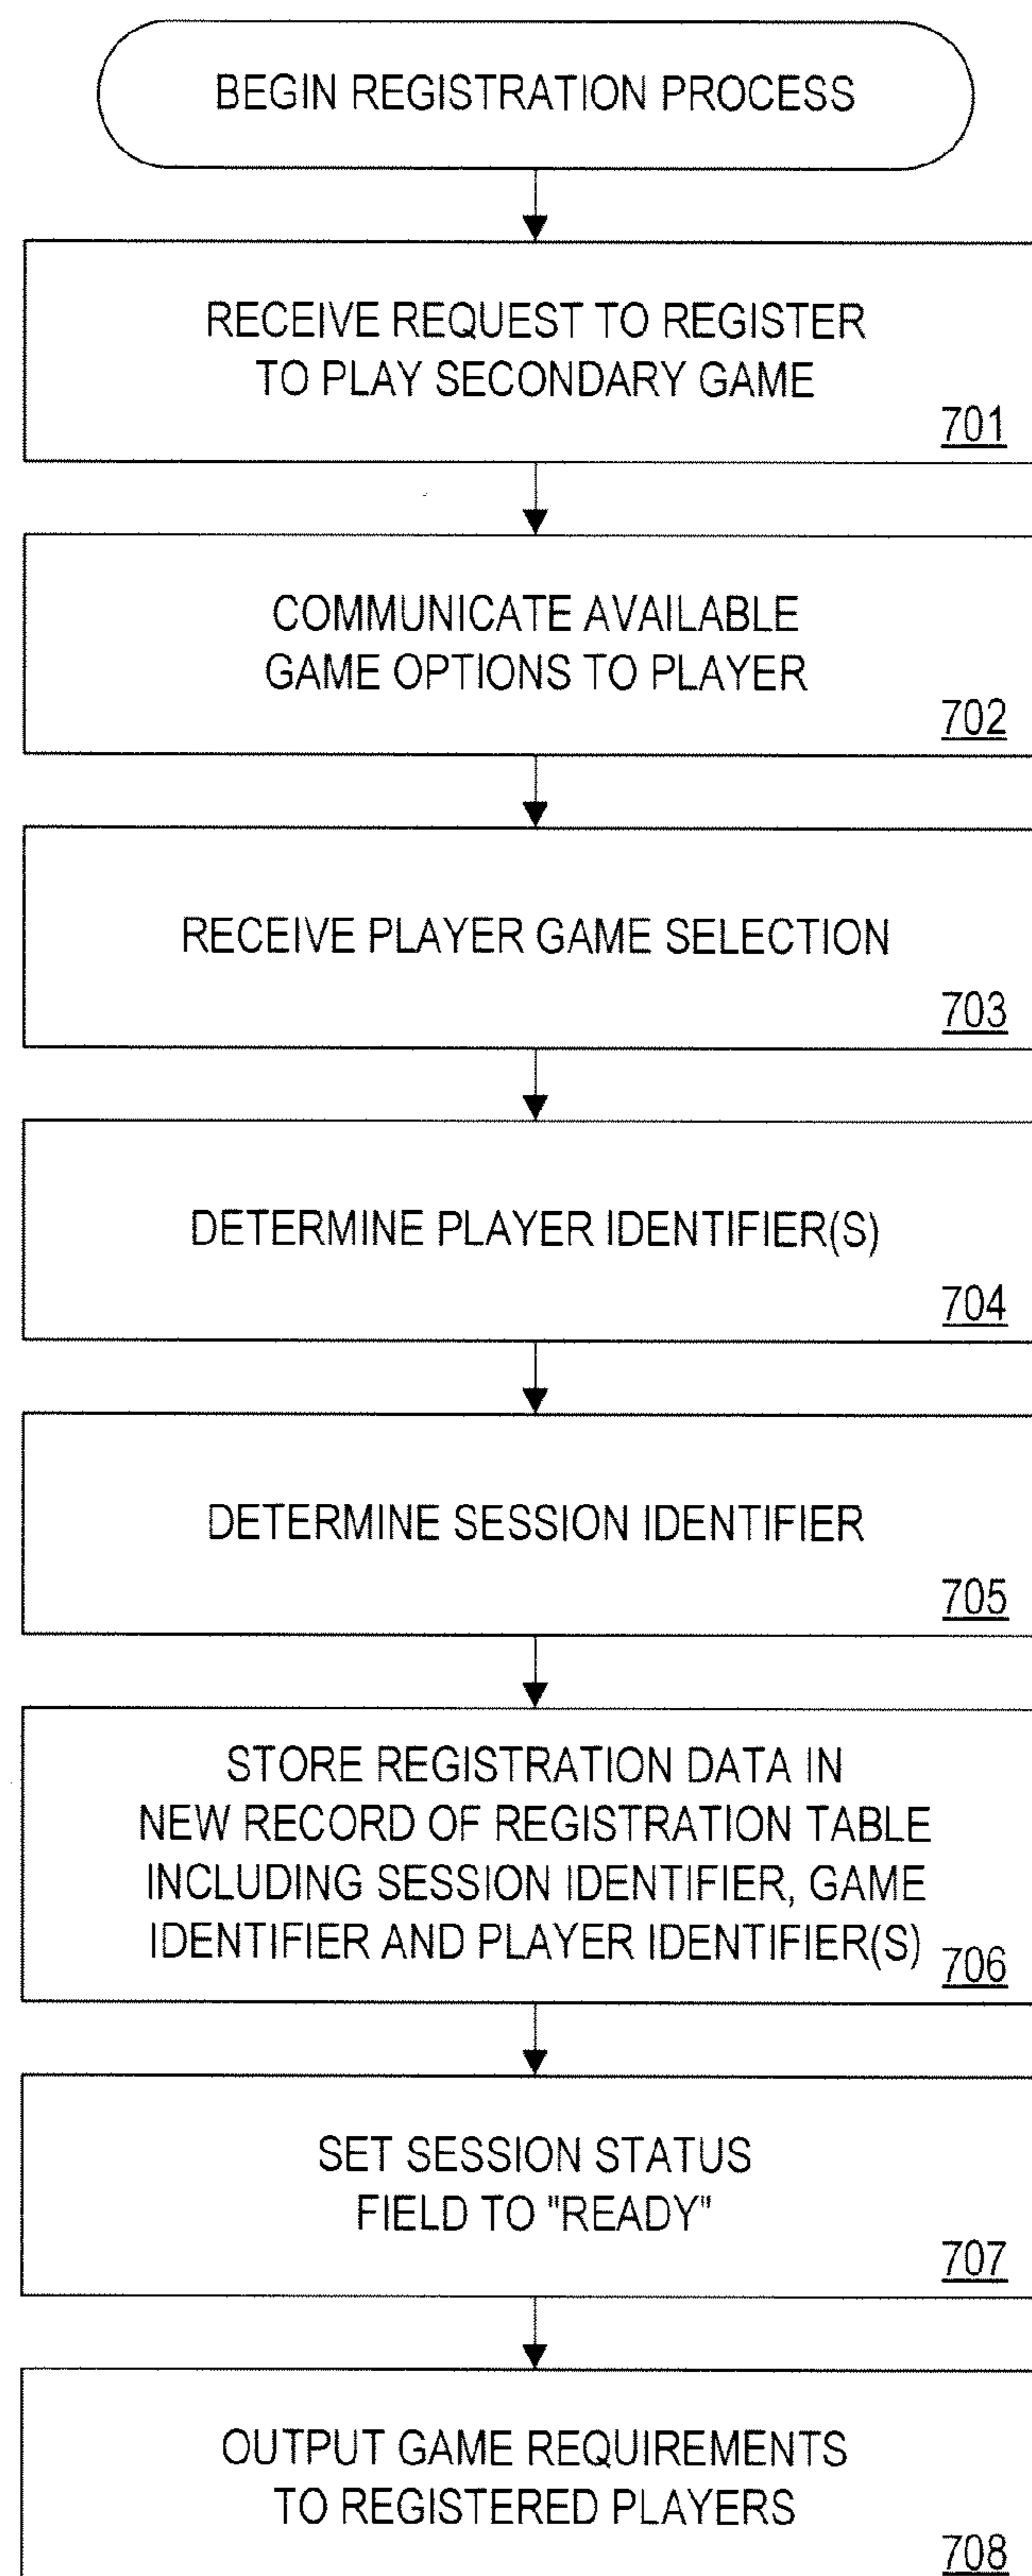 BEGIN REGISTRATION PROCESS
RECEIVE REQUEST TO REGISTER
TO PLAY SECONDARY GAME
701
COMMUNICATE AVAILABLE
GAME OPTIONS TO PLAYER
702
RECEIVE PLAYER GAME SELECTION
703
DETERMINE PLAYER IDENTIFIER(S)
704
DETERMINE SESSION IDENTIFIER
705
STORE REGISTRATION DATA IN
NEW RECORD OF REGISTRATION TABLE
INCLUDING SESSION IDENTIFIER, GAME
IDENTIFIER AND PLAYER IDENTIFIER(S)
706
SET SESSION STATUS
FIELD TO "READY"
707
OUTPUT GAME REQUIREMENTS
TO REGISTERED PLAYERS
708